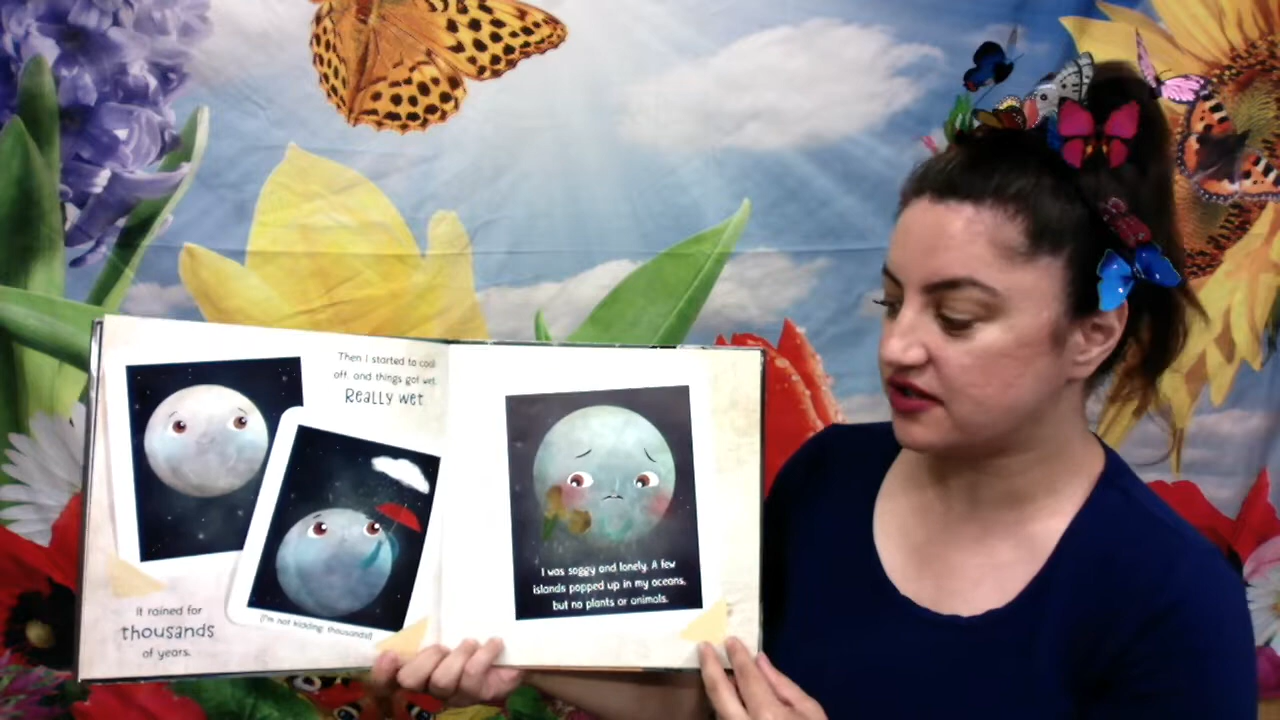 Then I started to cool
off, and things got wet.
Really wet
It rained for
thousands
of years.
(I'm not kidding: thousands!)
I was soggy and lonely. A few
islands popped up in my oceans,
but no plants or animals.